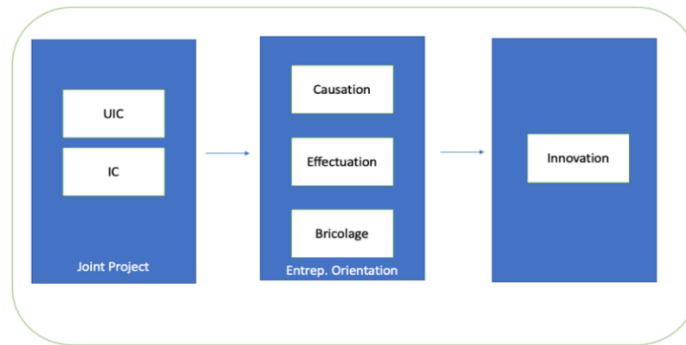 UIC
IC
Joint Project
Causation
Effectuation
Bricolage
Entrep. Orientation
Innovation